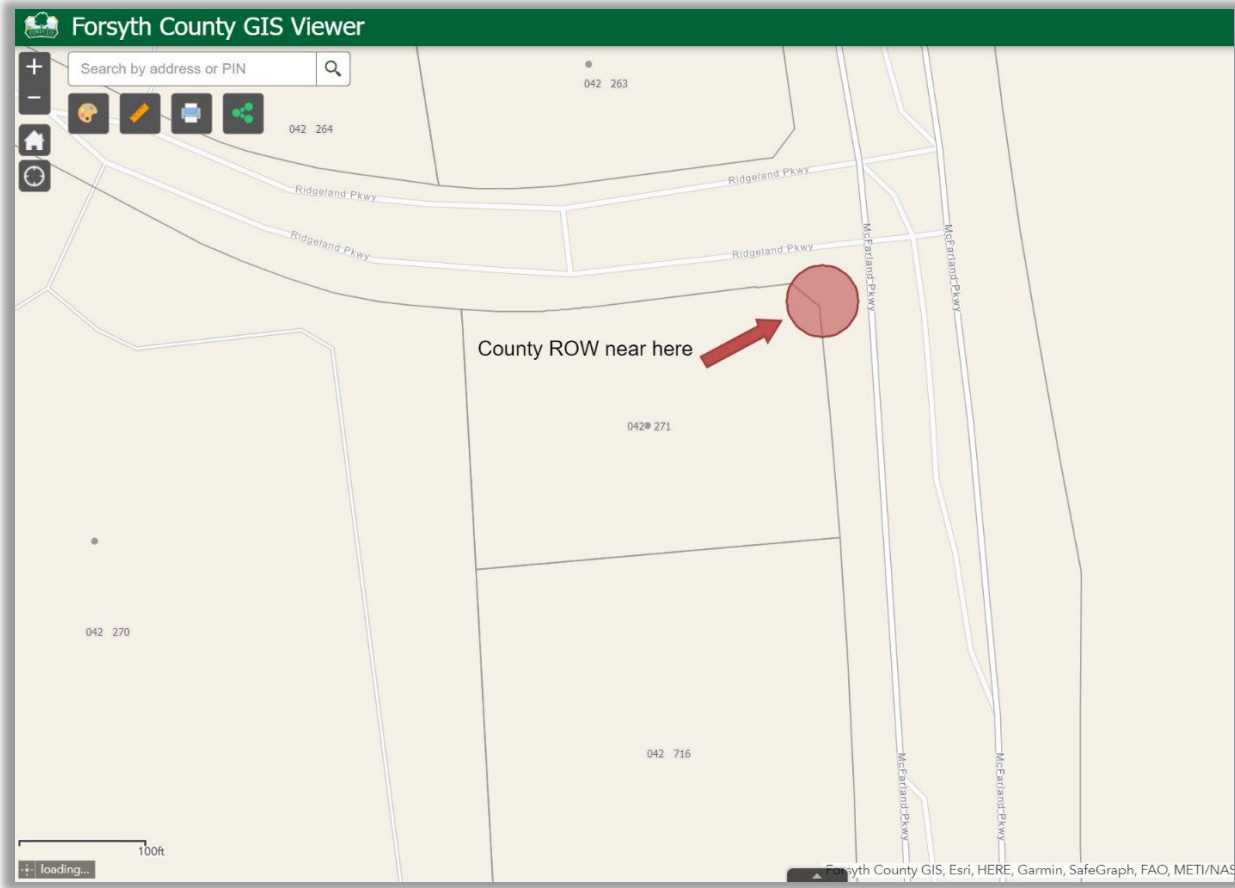 Forsyth County GIS Viewer
+
Search by address or PIN
−
042 263
042 264
Ridgeland Pkwy
Ridgeland Pkwy
Ridgeland Pkwy
Ridgeland Pkwy
McFarland Pkwy
McFarland Pkwy
County ROW near here
042 271
042 270
042 716
McFarland Pkwy
McFarland Pkwy
100ft
loading...
Forsyth County GIS, Esri, HERE, Garmin, SafeGraph, FAO, METI/NAS